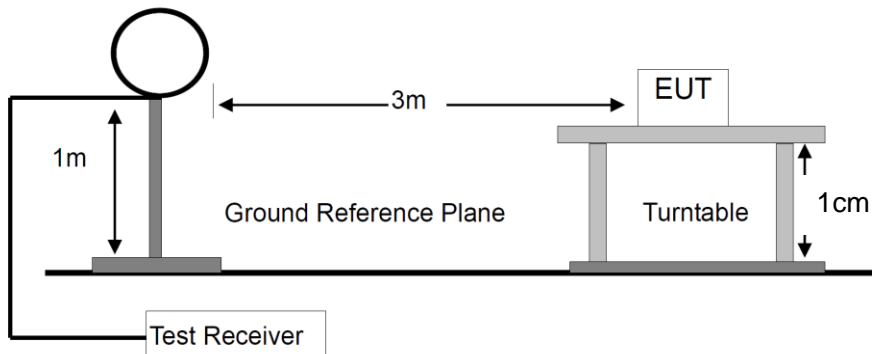 EUT
3m
1m
1cm
Ground Reference Plane
Turntable
Test Receiver